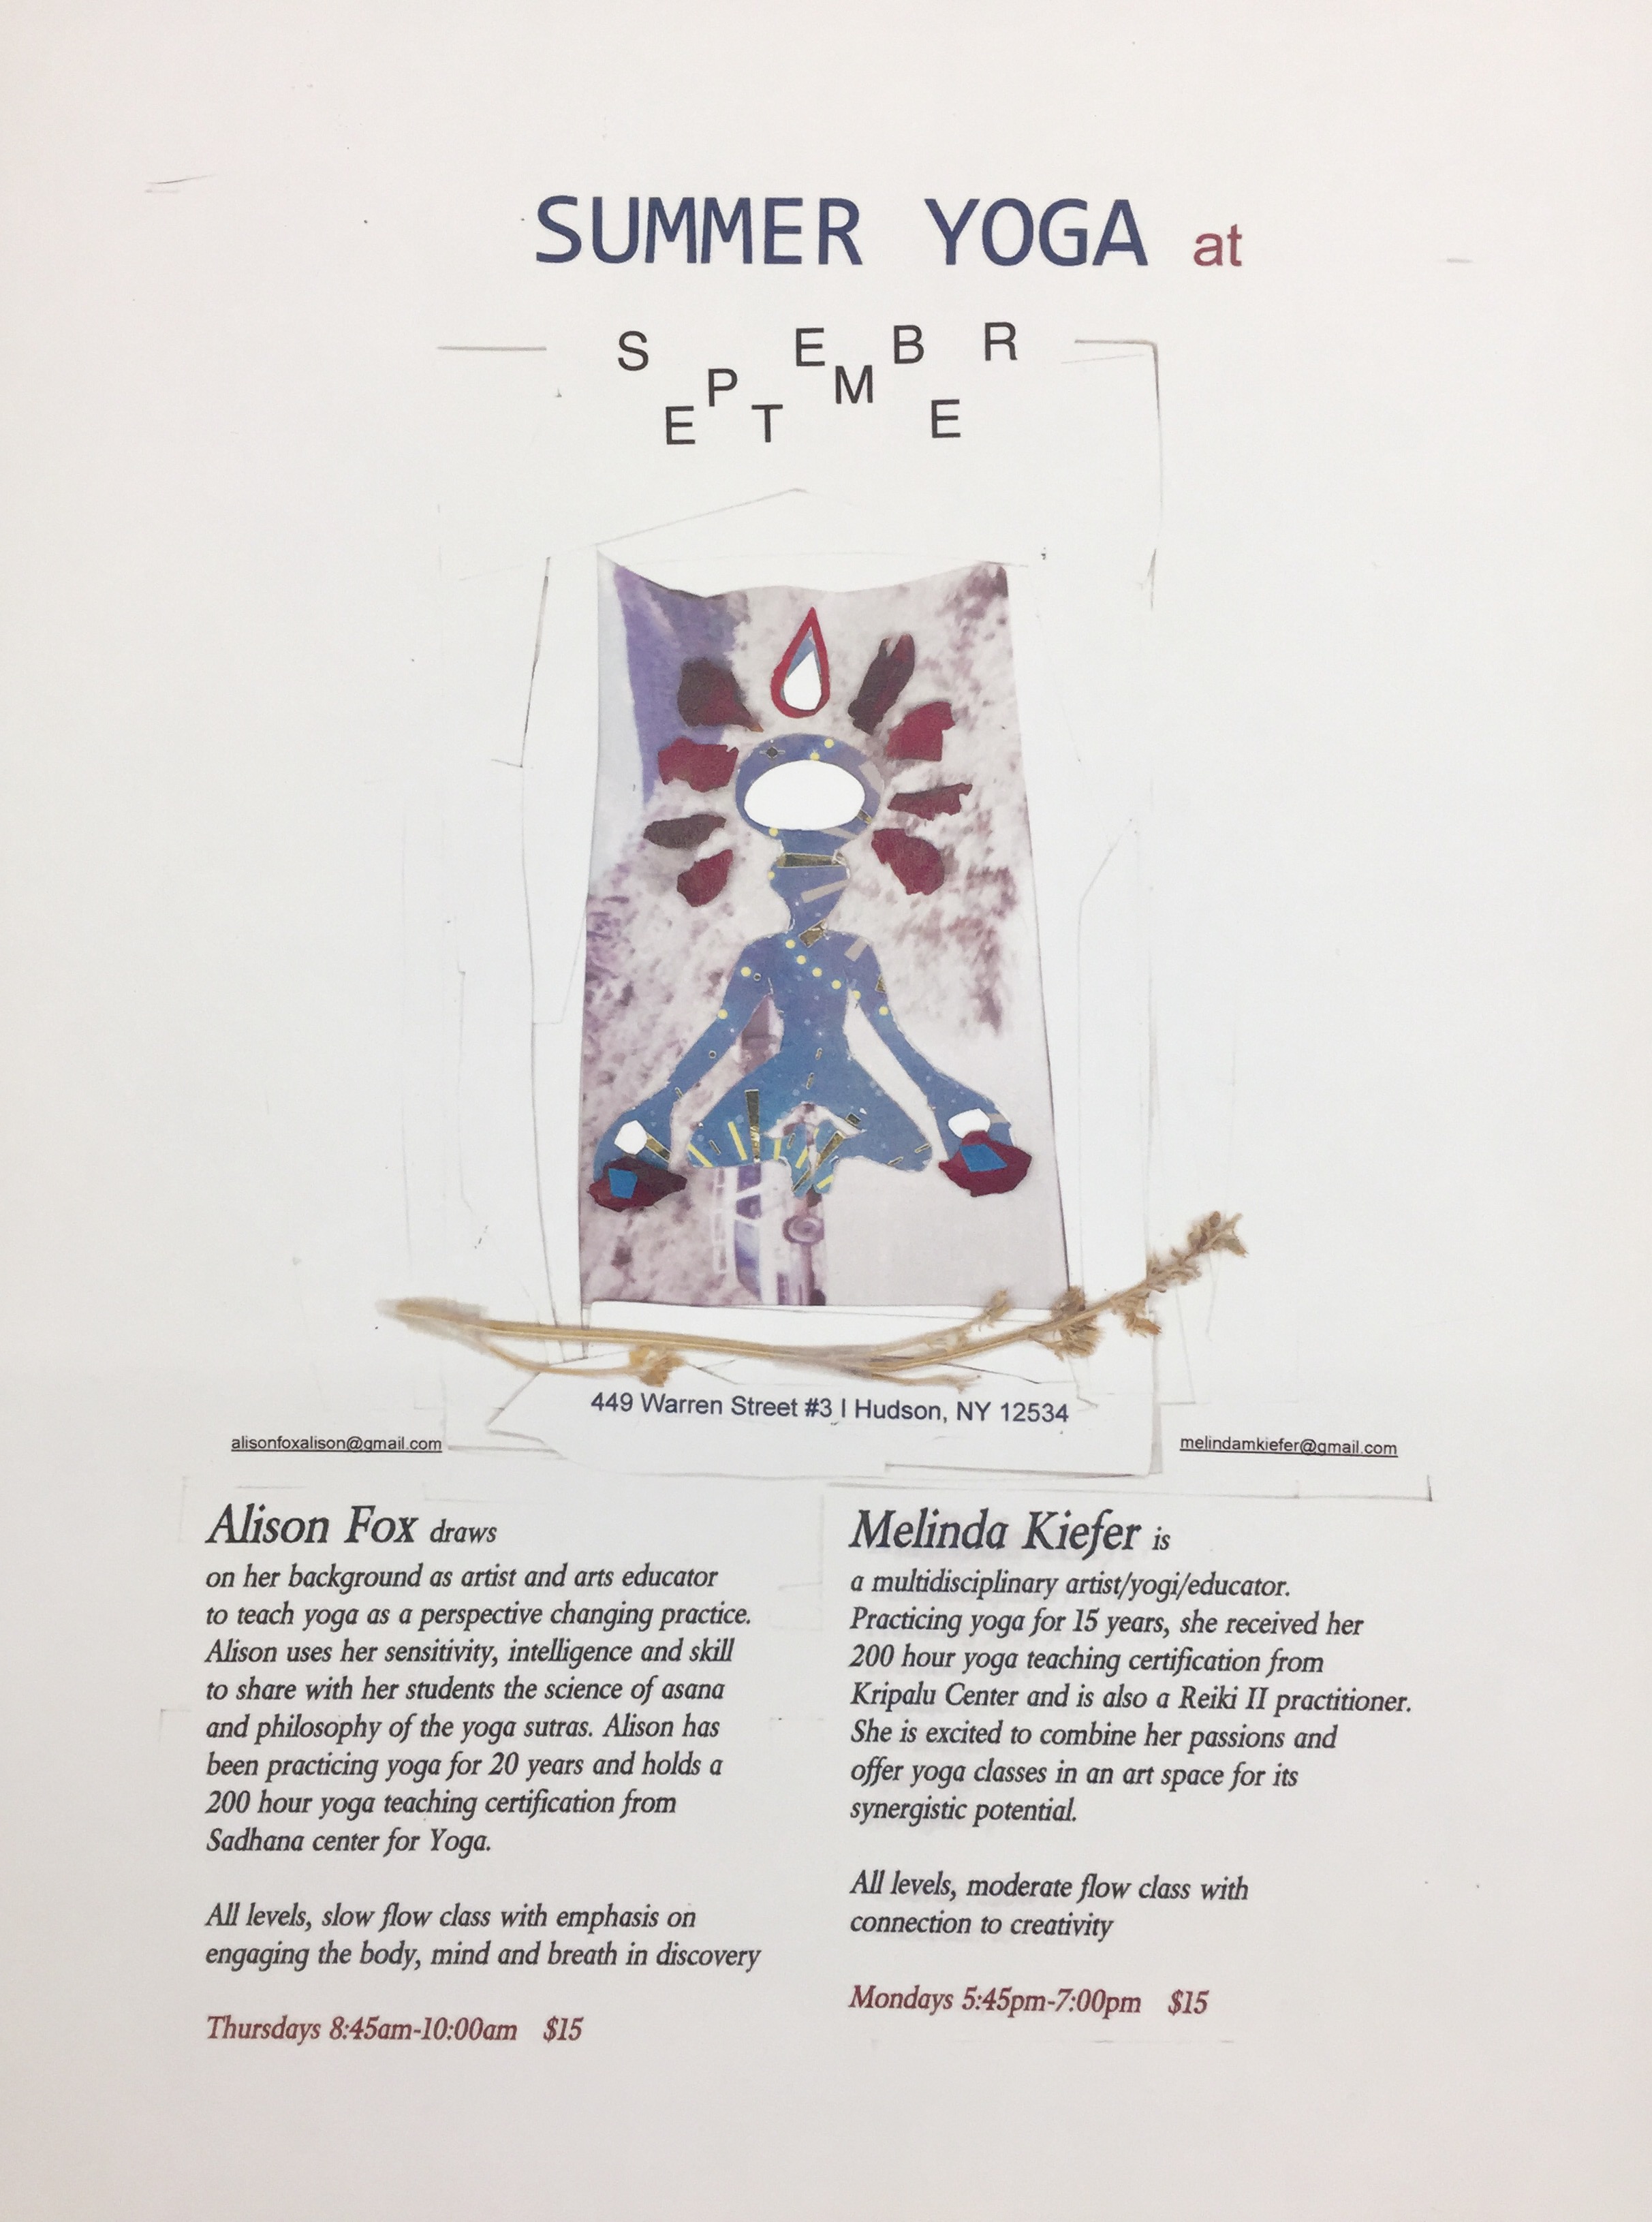 SUMMER YOGA at
SEPTEMBER
449 Warren Street #3 | Hudson, NY 12534
alisonfoxalison@gmail.com
melindamkiefer@gmail.com
Alison Fox draws
on her background as artist and arts educator
to teach yoga as a perspective changing practice.
Alison uses her sensitivity, intelligence and skill
to share with her students the science of asana
and philosophy of the yoga sutras. Alison has
been practicing yoga for 20 years and holds a
200 hour yoga teaching certification from
Sadhana center for Yoga.
All levels, slow flow class with emphasis on
engaging the body, mind and breath in discovery
Thursdays 8:45am-10:00am $15
Melinda Kiefer is
a multidisciplinary artist/yogi/educator.
Practicing yoga for 15 years, she received her
200 hour yoga teaching certification from
Kripalu Center and is also a Reiki II practitioner.
She is excited to combine her passions and
offer yoga classes in an art space for its
synergistic potential.
All levels, moderate flow class with
connection to creativity
Mondays 5:45pm-7:00pm $15